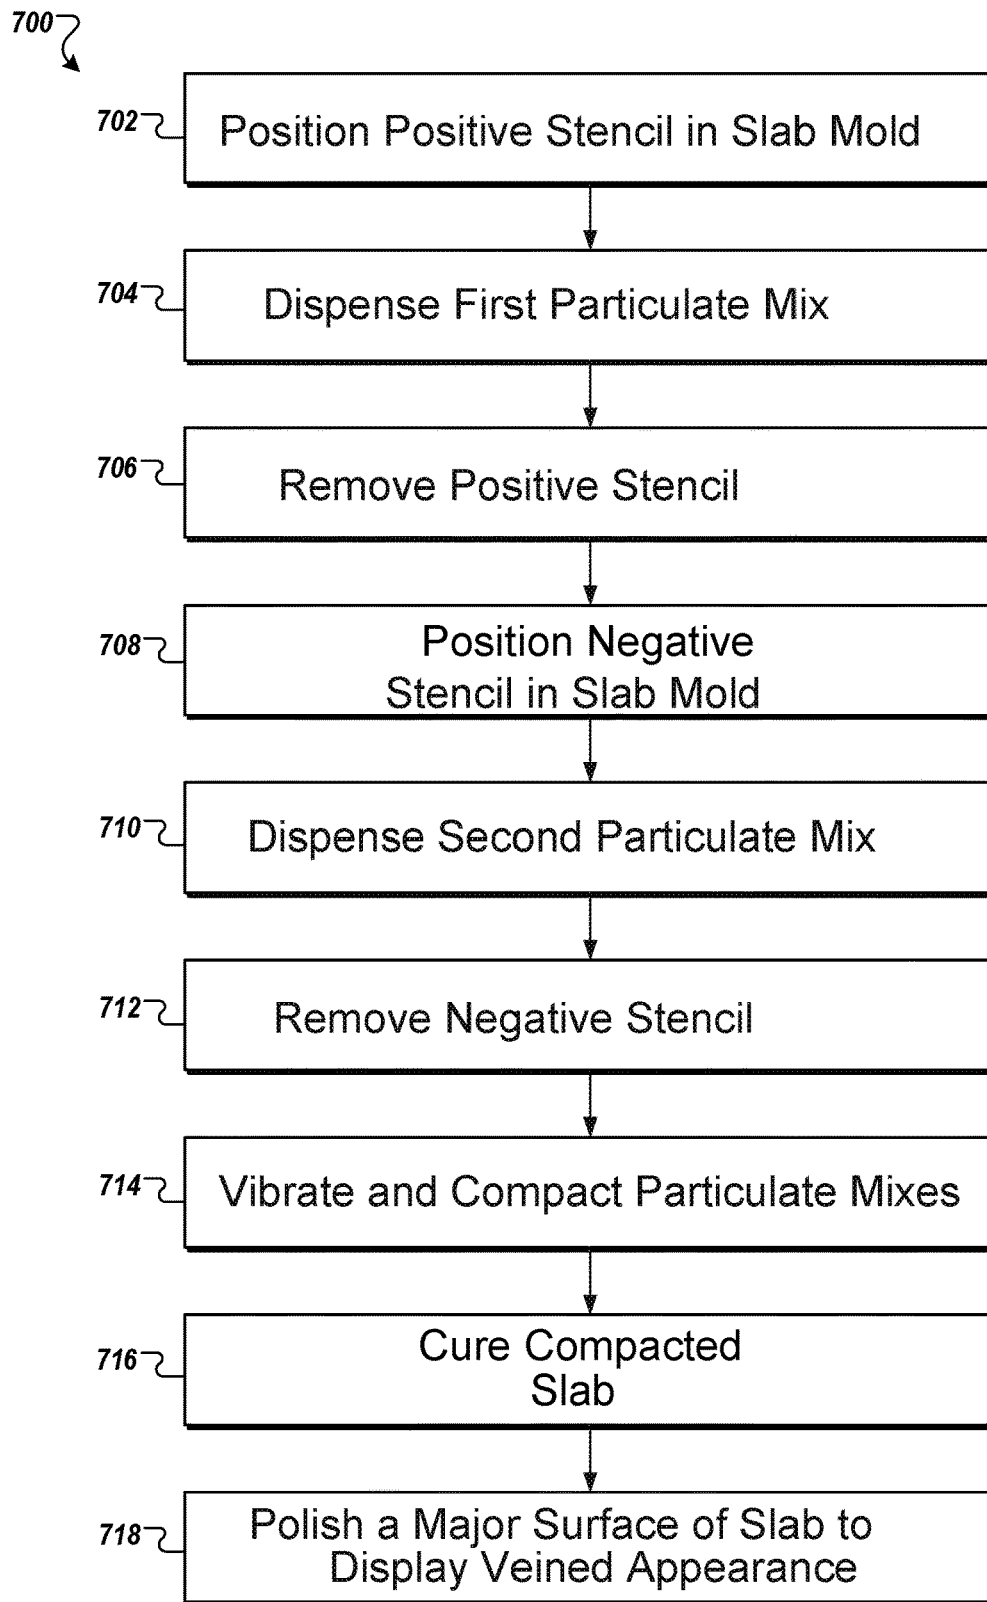 700
702
Position Positive Stencil in Slab Mold
704
Dispense First Particulate Mix
706
Remove Positive Stencil
708
Position Negative
Stencil in Slab Mold
710
Dispense Second Particulate Mix
712
Remove Negative Stencil
714
Vibrate and Compact Particulate Mixes
716
Cure Compacted
Slab
718
Polish a Major Surface of Slab to
Display Veined Appearance